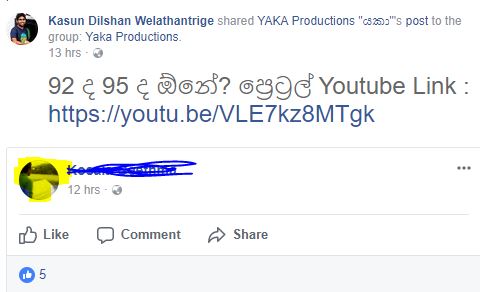 Kasun Dilshan Welathantrige shared YAKA Productions "යකා"'s post to
the group: Yaka Productions.
13 hrs ·
92 ද 95 ද ඕනේ? පෙට්‍රල් Youtube Link :
https://youtu.be/VLE7kz8MTgk
12 hrs ·
Like Comment Share
5